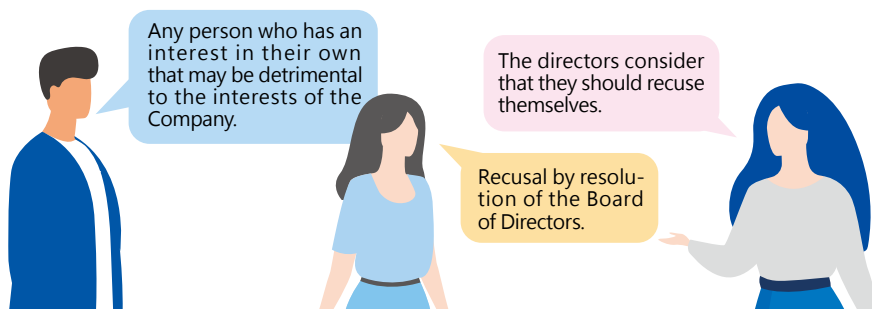 Any person who has an
interest in their own
that may be detrimental
to the interests of the
Company.
The directors consider
that they should recuse
themselves.
Recusal by resolu-
tion of the Board
of Directors.